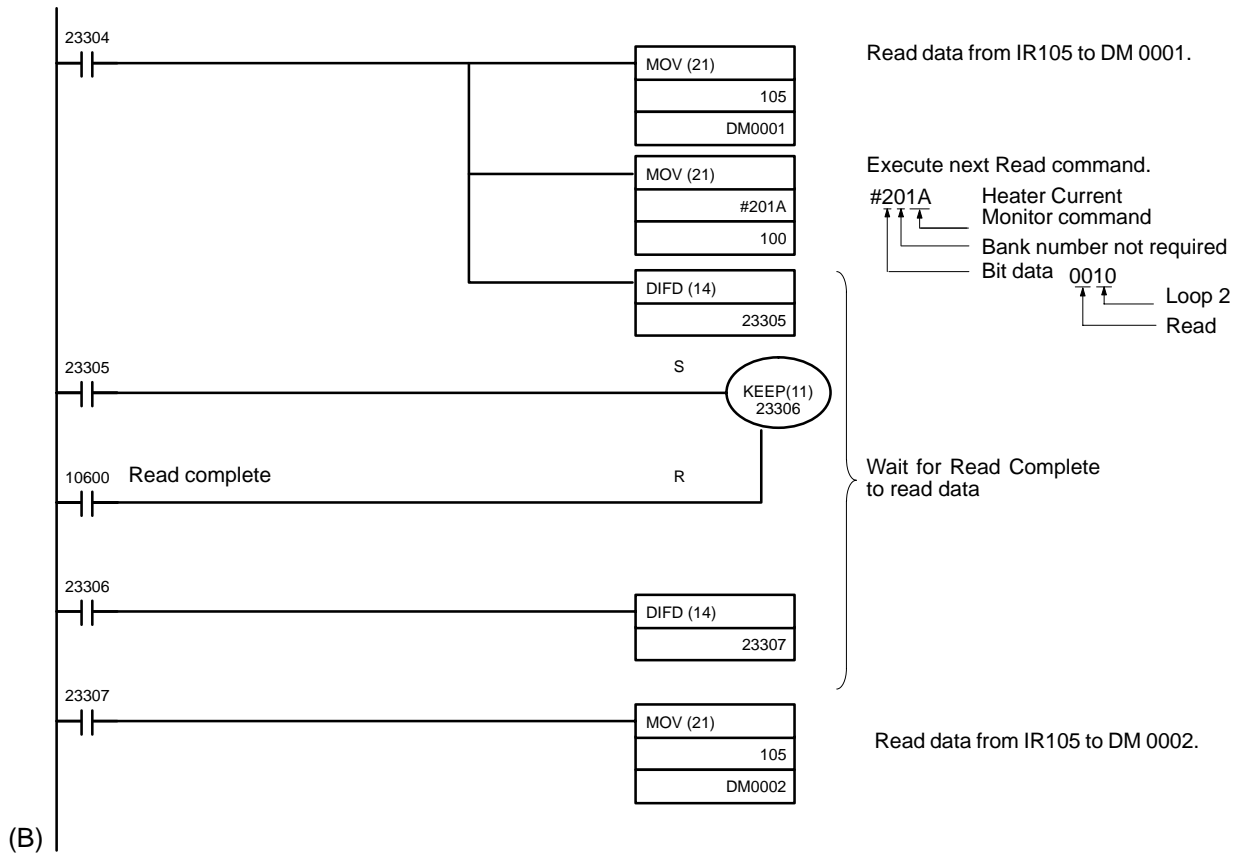 23304
MOV (21)
105
DM0001
Read data from IR105 to DM 0001.
MOV (21)
#201A
100
Execute next Read command.
#201A
Heater Current
Monitor command
Bank number not required
Bit data
0010
Loop 2
Read
DIFD (14)
23305
23305
S
KEEP(11)
23306
10600
Read complete
R
Wait for Read Complete
to read data
23306
DIFD (14)
23307
23307
MOV (21)
105
DM0002
Read data from IR105 to DM 0002.
(B)